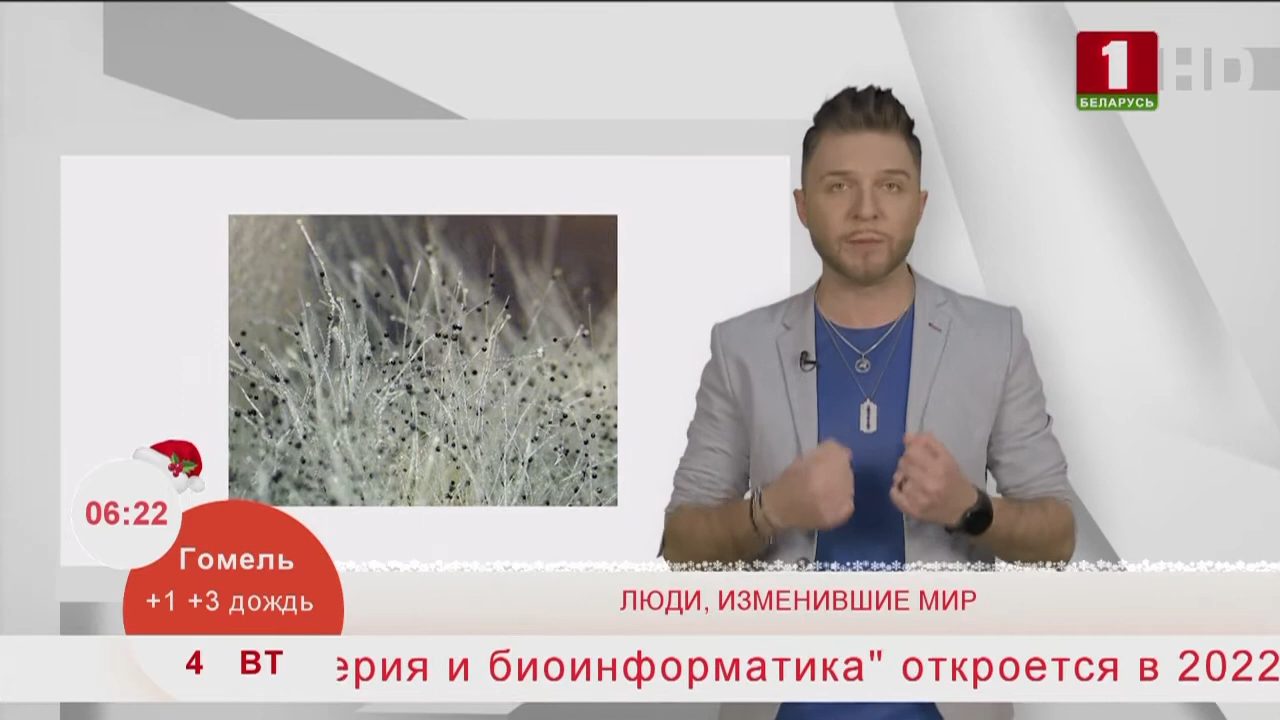 1 HD
БЕЛАРУСЬ
06:22
Гомель
+1 +3 дождь
ЛЮДИ, ИЗМЕНИВШИЕ МИР
4 ВТ
ерия и биоинформатика" откроется в 2022